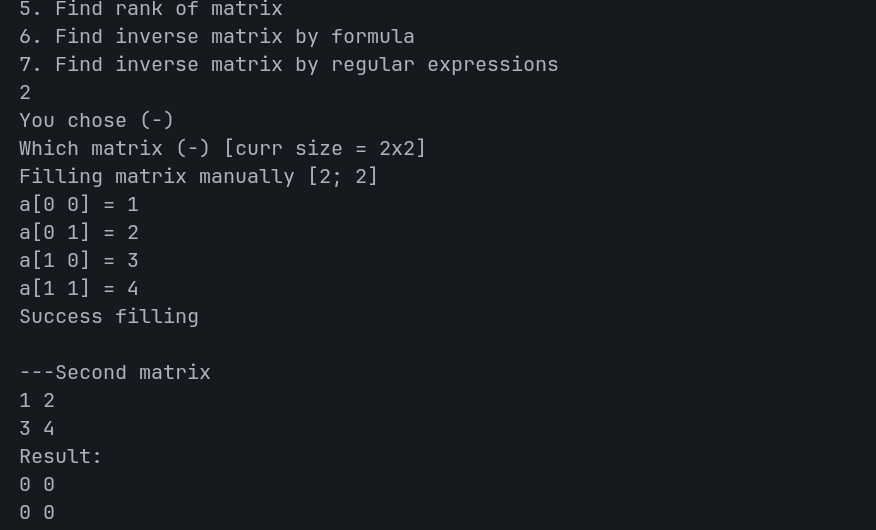 5. Find rank of matrix
6. Find inverse matrix by formula
7. Find inverse matrix by regular expressions
2
You chose (-)
Which matrix (-) [curr size = 2x2]
Filling matrix manually [2; 2]
a[0 0] = 1
a[0 1] = 2
a[1 0] = 3
a[1 1] = 4
Success filling

---Second matrix
1 2
3 4
Result:
0 0
0 0